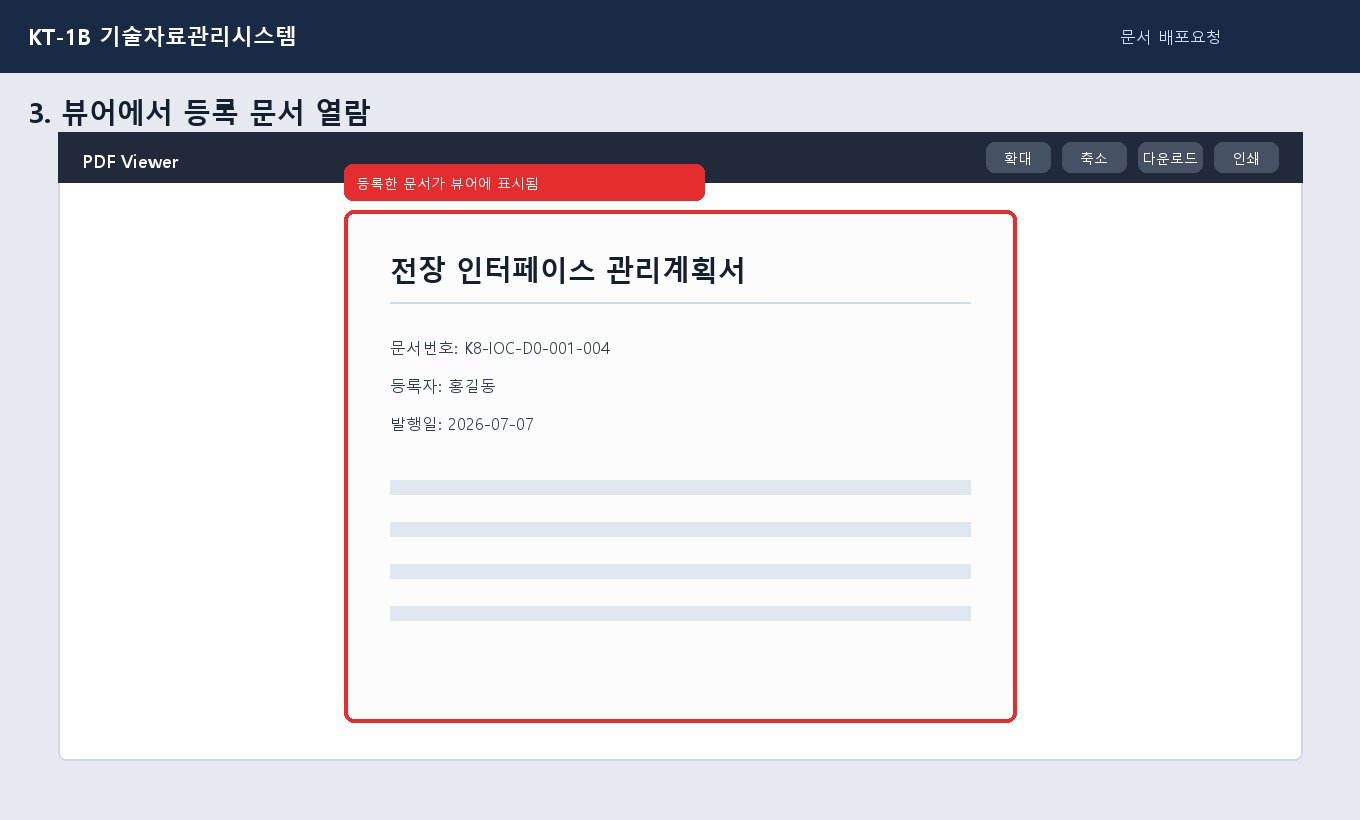 KT-1B 기술자료관리시스템
문서 배포요청
3. 뷰어에서 등록 문서 열람
PDF Viewer
확대
축소
다운로드
인쇄
등록한 문서가 뷰어에 표시됨
전장 인터페이스 관리계획서
문서번호: K8-IOC-D0-001-004
등록자: 홍길동
발행일: 2026-07-07